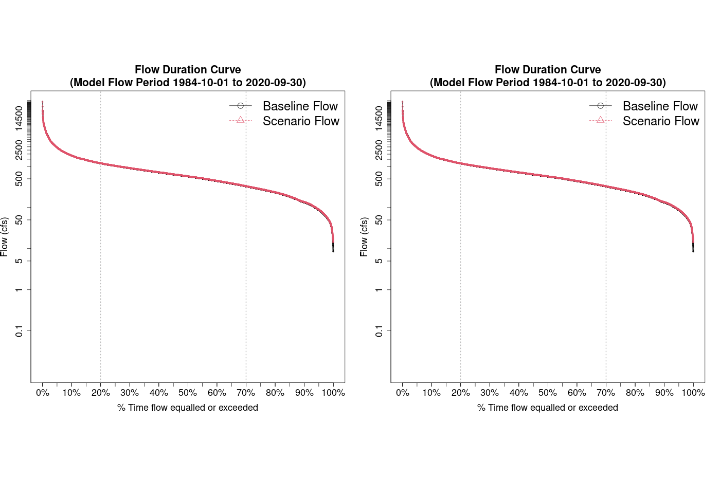 Flow Duration Curve
(Model Flow Period 1984-10-01 to 2020-09-30)
Baseline Flow
Scenario Flow
14500
2500
500
50
5
1
0.1
Flow (cfs)
0% 10% 20% 30% 40% 50% 60% 70% 80% 90% 100%
% Time flow equalled or exceeded
Flow Duration Curve
(Model Flow Period 1984-10-01 to 2020-09-30)
Baseline Flow
Scenario Flow
14500
2500
500
50
5
1
0.1
Flow (cfs)
0% 10% 20% 30% 40% 50% 60% 70% 80% 90% 100%
% Time flow equalled or exceeded